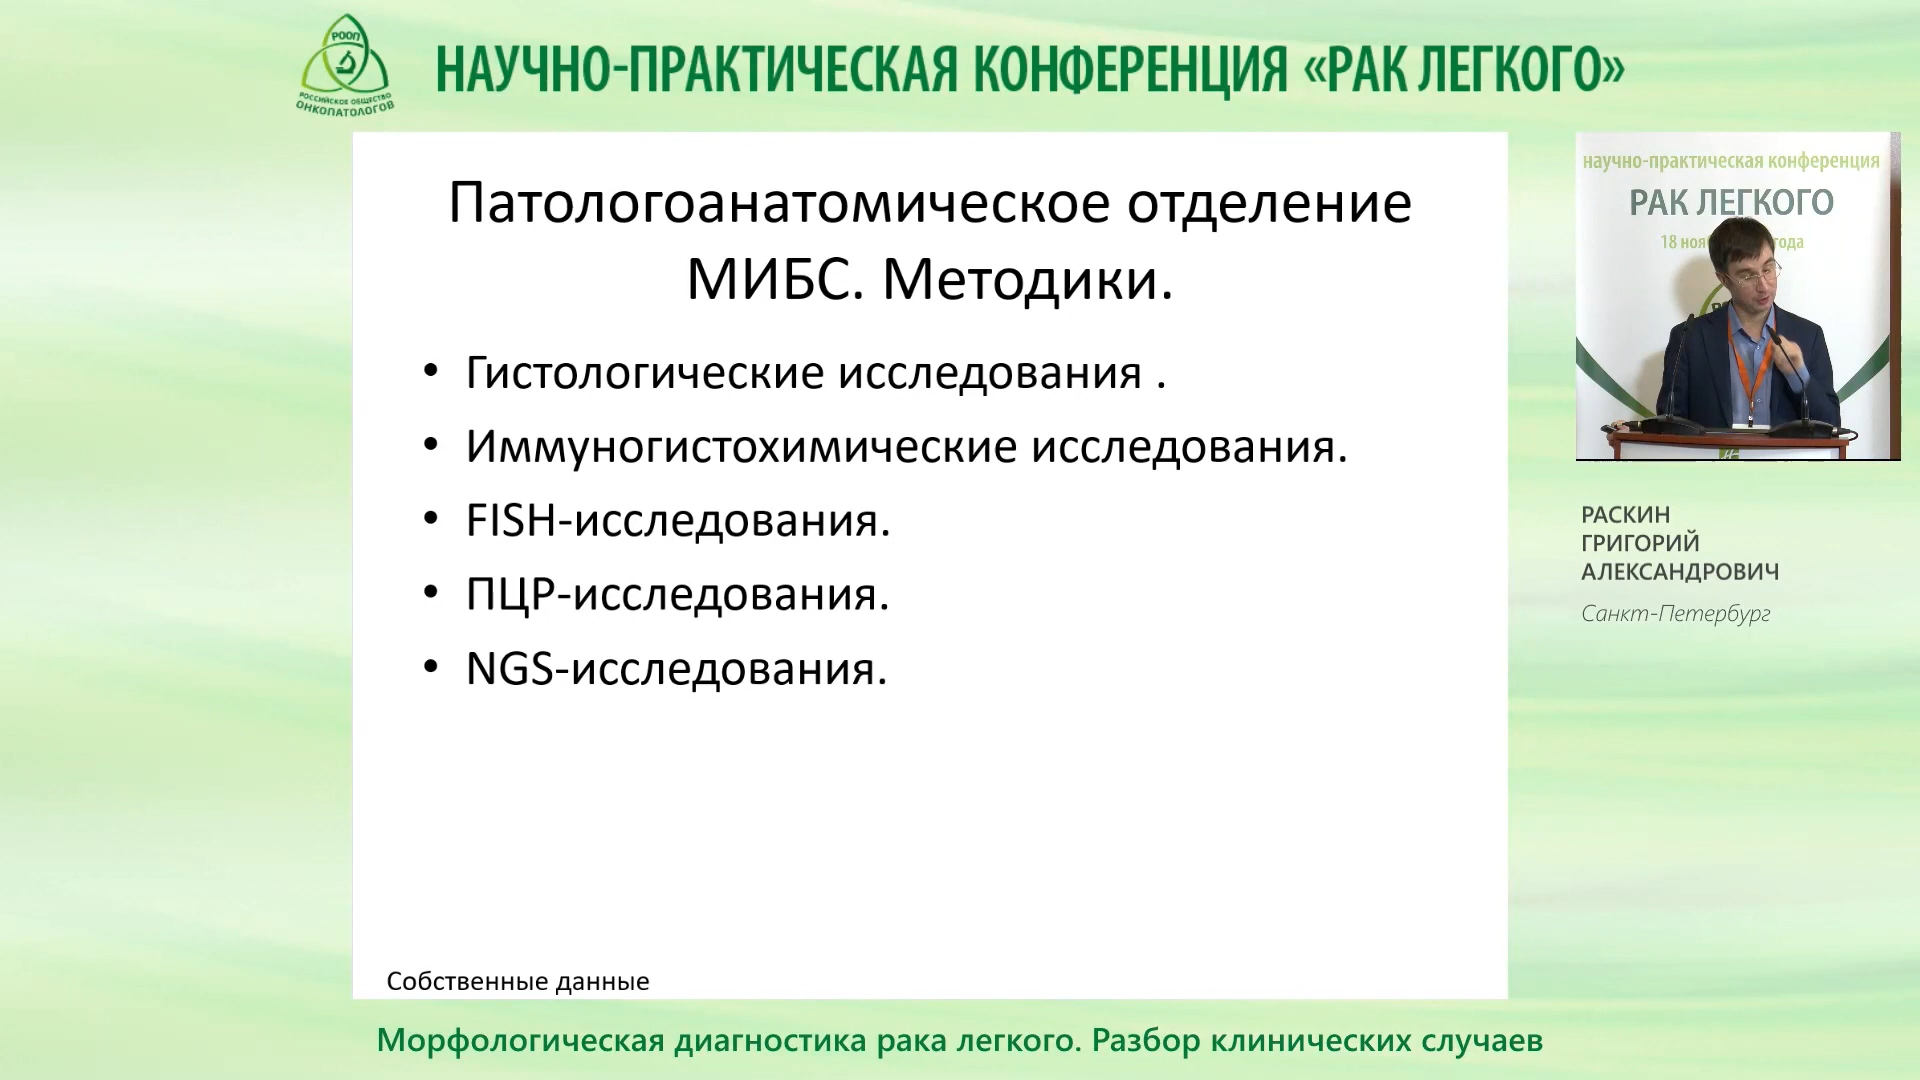 РООП
РОССИЙСКОЕ ОБЩЕСТВО
ОНКОПАТОЛОГОВ
НАУЧНО-ПРАКТИЧЕСКАЯ КОНФЕРЕНЦИЯ «РАК ЛЕГКОГО»
Патологоанатомическое отделение
МИБС. Методики.
• Гистологические исследования .
• Иммуногистохимические исследования.
• FISH-исследования.
• ПЦР-исследования.
• NGS-исследования.
Собственные данные
научно-практическая конференция
РАК ЛЕГКОГО
18 года
РАСКИН
ГРИГОРИЙ
АЛЕКСАНДРОВИЧ
Санкт-Петербург
Морфологическая диагностика рака легкого. Разбор клинических случаев